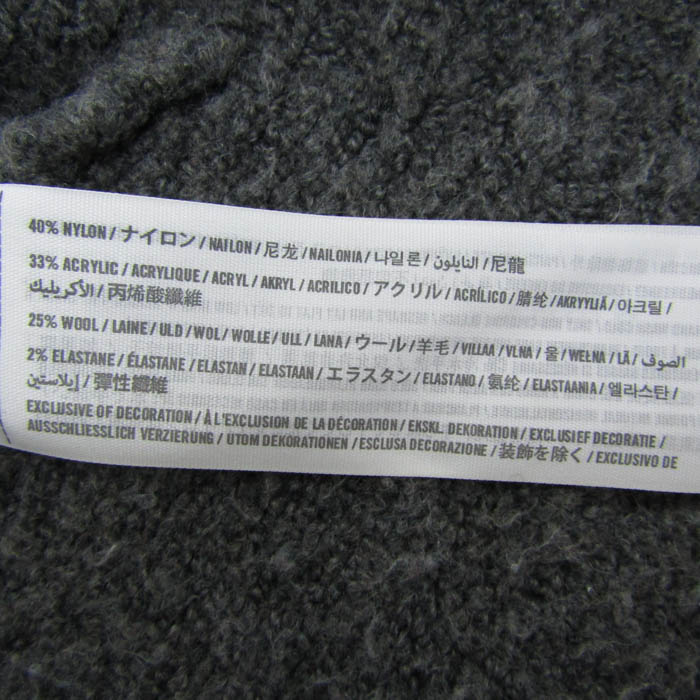 40% NYLON / ナイロン / NAILON / 尼龙 / NAILONIA / 나일론 / النايلون / 尼龍
33% ACRYLIC / ACRYLIQUE / ACRYL / AKRYL / ACRILICO / アクリル / ACRÍLICO / 腈纶 / AKRYYLIÄ / 아크릴 /
الأكريليك / 丙烯酸纖維
25% WOOL / LAINE / ULD / WOL / WOLLE / ULL / LANA / ウール / 羊毛 / VILLAA / VLNA / 울 / WEŁNA / LÃ / الصوف
2% ELASTANE / ÉLASTANE / ELASTAN / ELASTAAN / エラスタン / ELASTANO / 氨纶 / ELASTAANIA / 엘라스탄 /
إيلاستين / 彈性纖維
EXCLUSIVE OF DECORATION / À L'EXCLUSION DE LA DÉCORATION / EKSKL. DEKORATION / EXCLUSIEF DECORATIE /
AUSSCHLIESSLICH VERZIERUNG / UTOM DEKORATIONEN / ESCLUSA DECORAZIONE / 装飾を除く / EXCLUSIVO DE